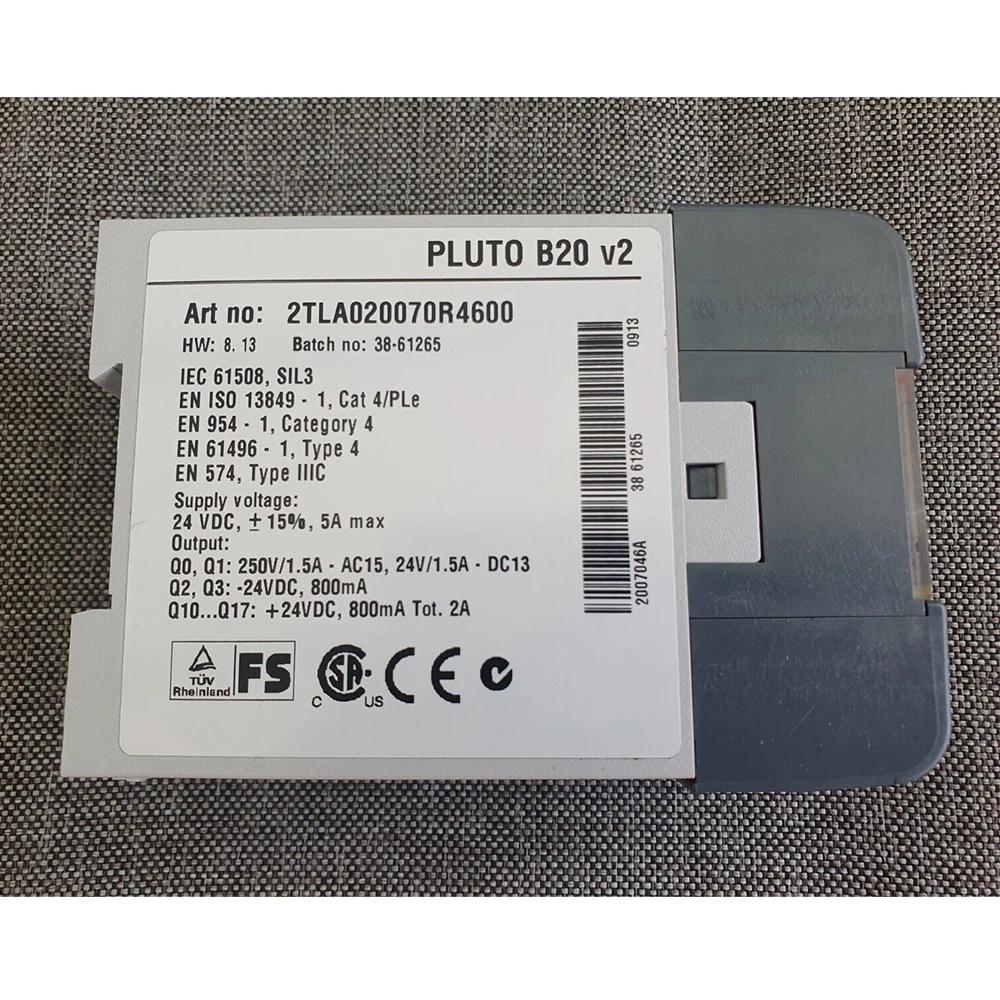 PLUTO B20 v2
Art no: 2TLA020070R4600
HW: 8.13 Batch no: 38-61265
IEC 61508, SIL3
EN ISO 13849 - 1, Cat 4/PLe
EN 954 - 1, Category 4
EN 61496 - 1, Type 4
EN 574, Type IIIC
Supply voltage:
24 VDC, ± 15%, 5A max
Output:
Q0, Q1: 250V/1.5A - AC15, 24V/1.5A - DC13
Q2, Q3: -24VDC, 800mA
Q10...Q17: +24VDC, 800mA Tot. 2A
TÜV
Rheinland
FS
C SA US
CE
2007046A 38 61265 0913